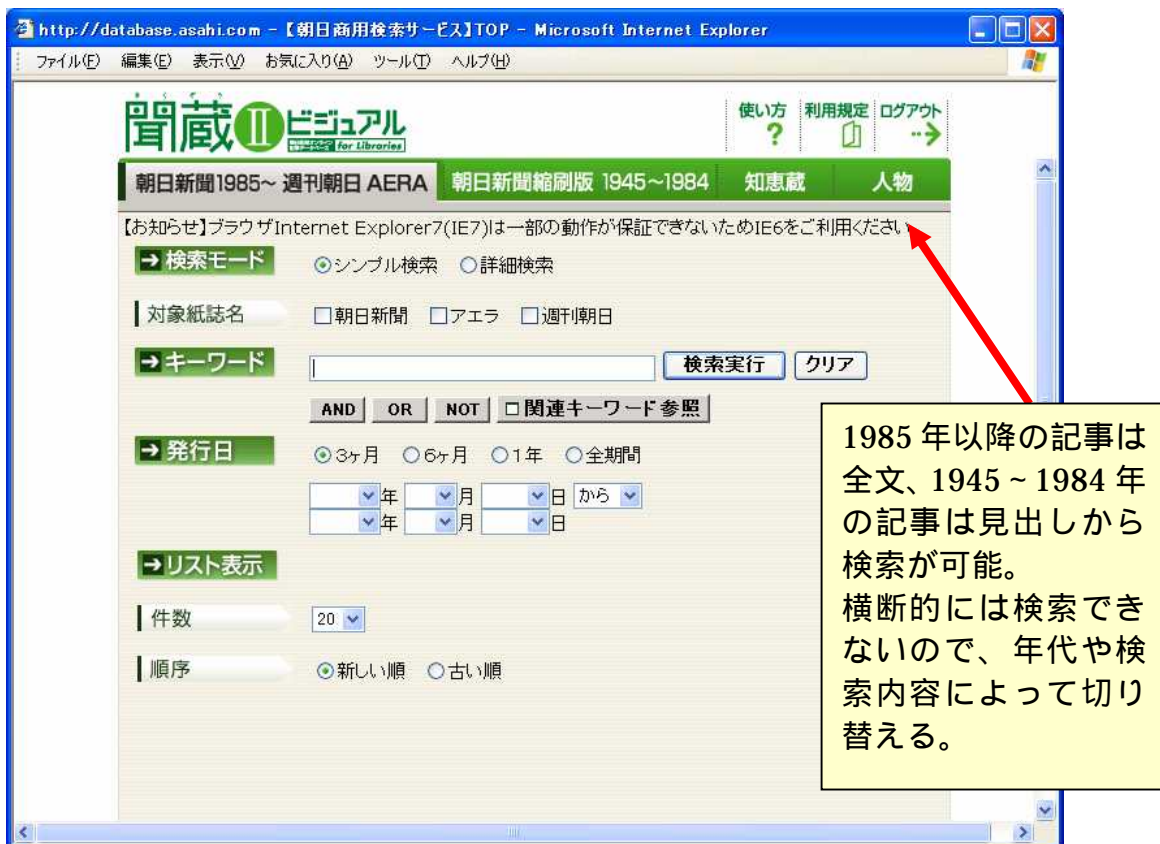 http://database.asahi.com - 【朝日商用検索サービス】TOP - Microsoft Internet Explorer
ファイル(F) 編集(E) 表示(V) お気に入り(A) ツール(T) ヘルプ(H)
聞蔵Ⅱビジュアル
for Libraries
使い方 ? 利用規定 ログアウト
朝日新聞1985~ 週刊朝日 AERA 朝日新聞縮刷版 1945~1984 知恵蔵 人物
【お知らせ】ブラウザInternet Explorer7(IE7)は一部の動作が保証できないためIE6をご利用ください
検索モード シンプル検索 詳細検索
対象紙誌名 朝日新聞 アエラ 週刊朝日
キーワード 検索実行 クリア
AND OR NOT 関連キーワード参照
発行日 3ヶ月 6ヶ月 1年 全期間
年 月 日 から
年 月 日
リスト表示
件数 20
順序 新しい順 古い順
1985年以降の記事は
全文、1945~1984年
の記事は見出しから
検索が可能。
横断的には検索でき
ないので、年代や検
索内容によって切り
替える。